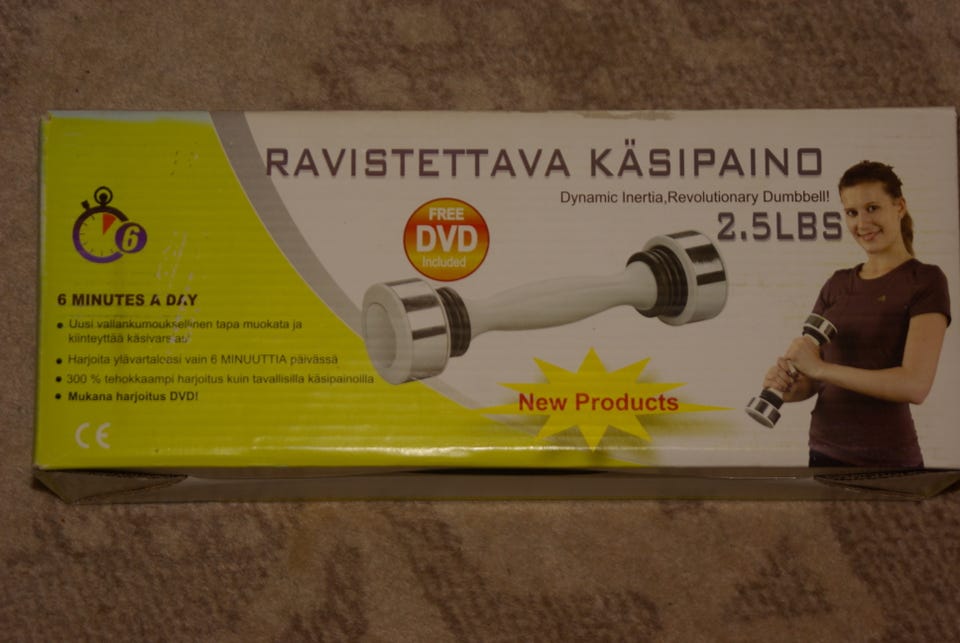 RAVISTETTAVA KÄSIPAINO
Dynamic Inertia,Revolutionary Dumbbell!
2.5LBS
FREE
DVD
Included
6
6 MINUTES A DAY
• Uusi vallankumouksellinen tapa muokata ja
kiinteyttää käsivarsiasi
• Harjoita ylävartaloasi vain 6 MINUUTTIA päivässä
• 300 % tehokkaampi harjoitus kuin tavallisilla käsipainoilla
• Mukana harjoitus DVD!
New Products
CE